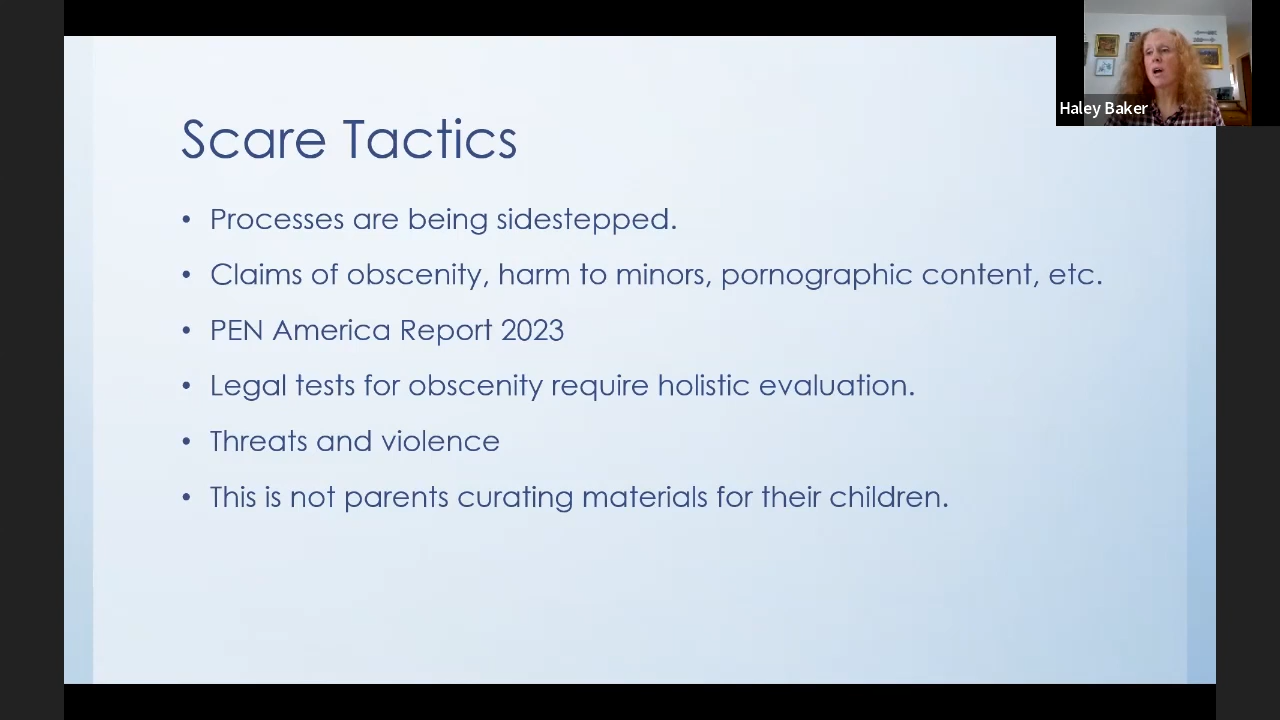 Haley Baker
Scare Tactics
• Processes are being sidestepped.
• Claims of obscenity, harm to minors, pornographic content, etc.
• PEN America Report 2023
• Legal tests for obscenity require holistic evaluation.
• Threats and violence
• This is not parents curating materials for their children.